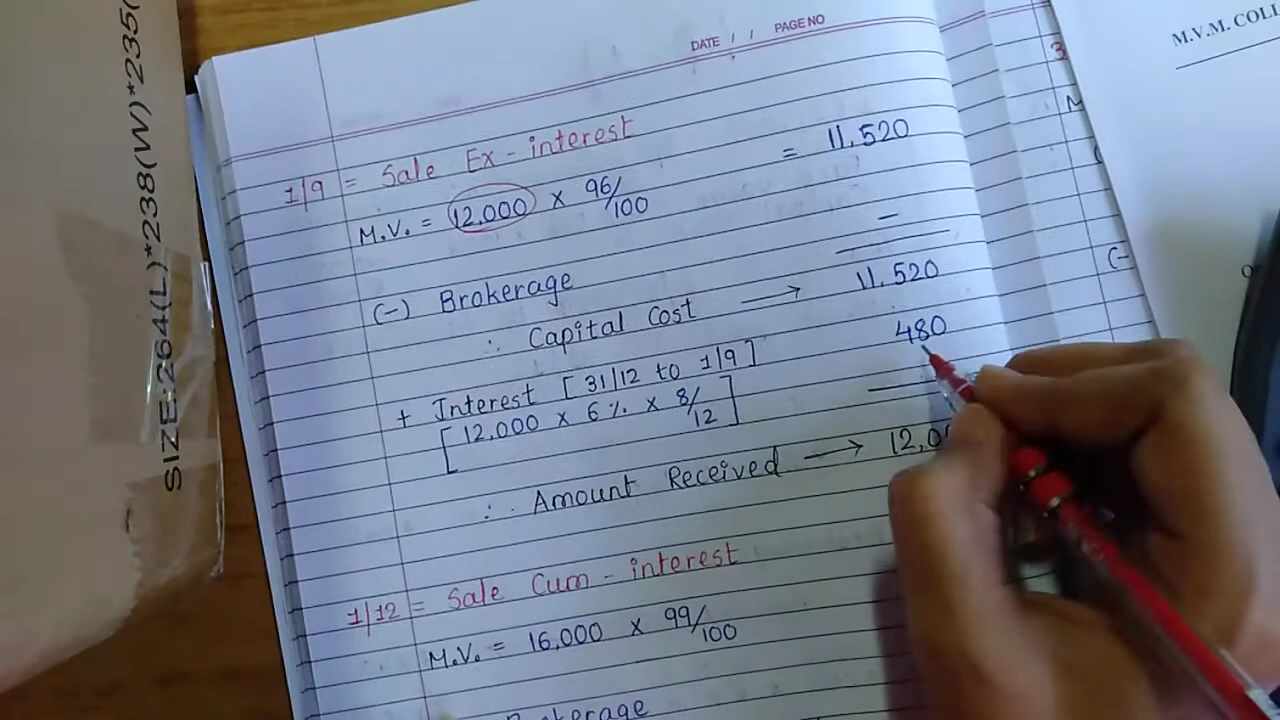 SIZE:264(L)*238(W)*235(
DATE / / PAGE NO
M.V.M. COLL
1/9 = Sale Ex - interest
M.V. = 12,000 x 96/100 = 11,520
(-) Brokerage –
∴ Capital Cost → 11,520
+ Interest [31/12 to 1/9] 480
[12,000 x 6 % x 8/12]
∴ Amount Received → 12,0
1/12 = Sale Cum - interest
M.V. = 16,000 x 99/100